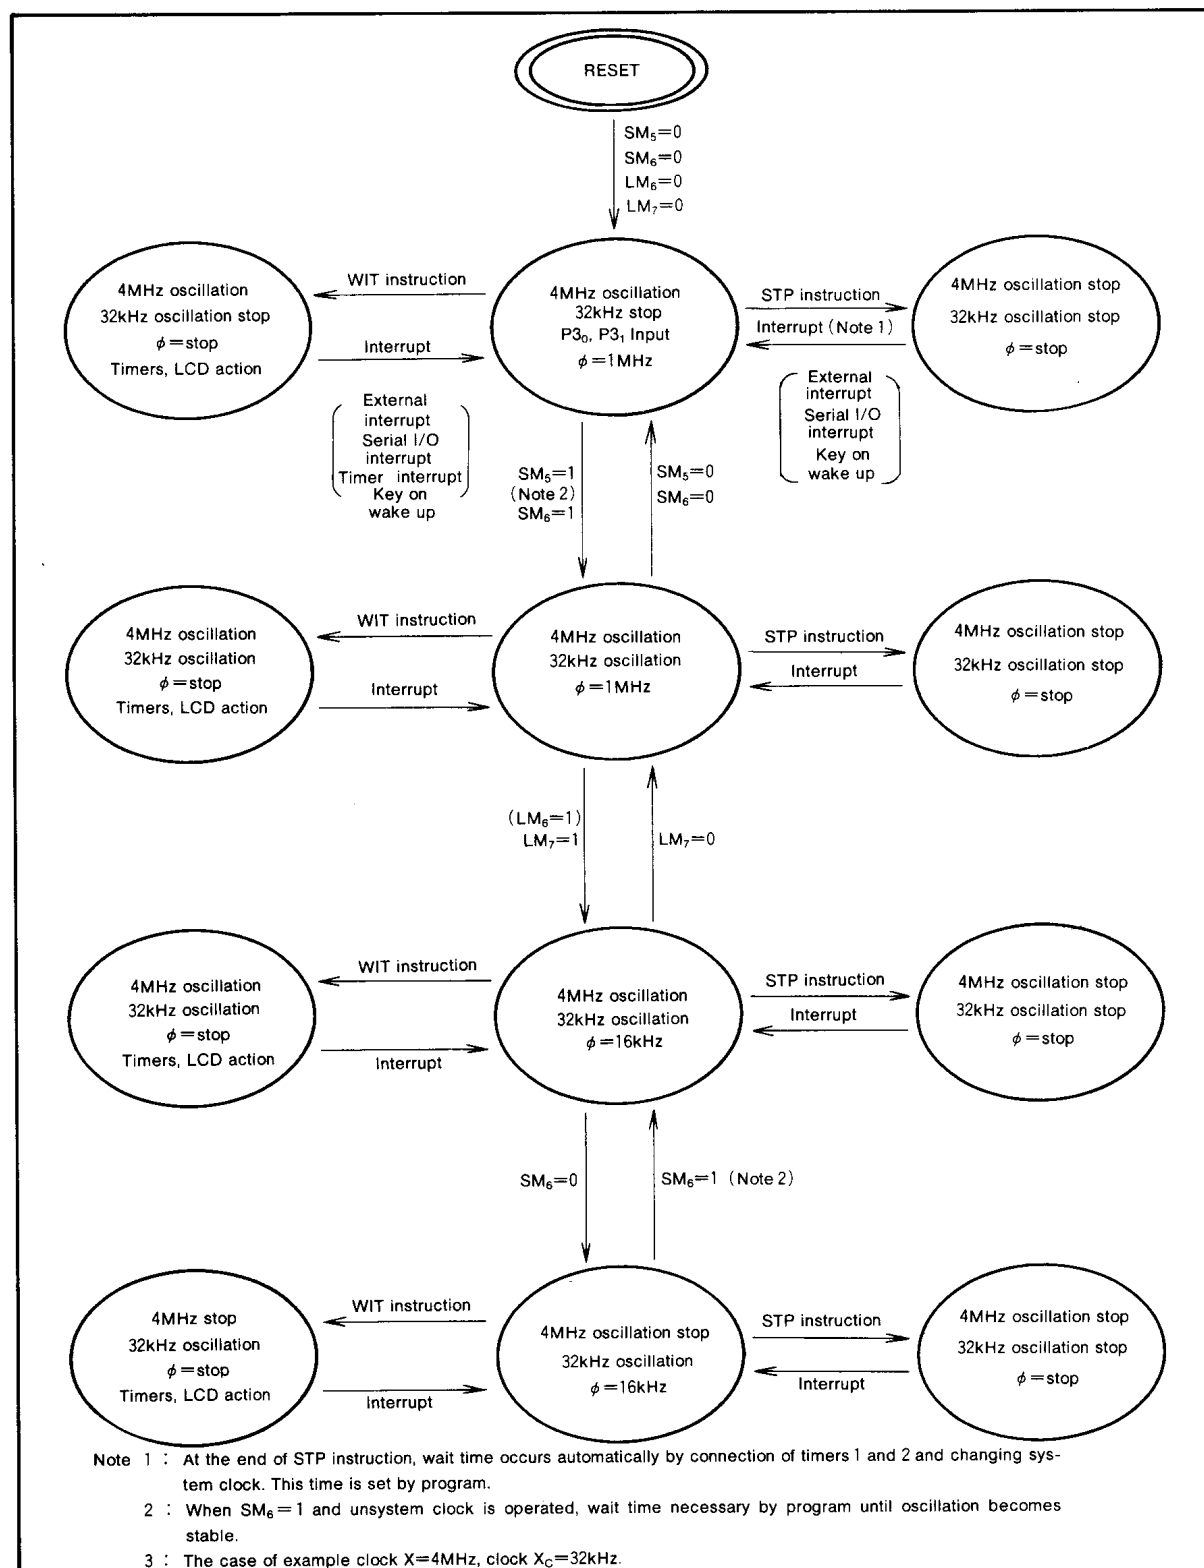 RESET
SM₅=0
SM₆=0
LM₆=0
LM₇=0
4MHz oscillation
32kHz oscillation stop
ϕ=stop
Timers, LCD action
WIT instruction
Interrupt
External
interrupt
Serial I/O
interrupt
Timer interrupt
Key on
wake up
4MHz oscillation
32kHz stop
P3₀, P3₁ Input
ϕ=1MHz
STP instruction
Interrupt (Note 1)
External
interrupt
Serial I/O
interrupt
Key on
wake up
4MHz oscillation stop
32kHz oscillation stop
ϕ=stop
SM₅=1
(Note 2)
SM₆=1
SM₅=0
SM₆=0
4MHz oscillation
32kHz oscillation
ϕ=stop
Timers, LCD action
WIT instruction
Interrupt
4MHz oscillation
32kHz oscillation
ϕ=1MHz
STP instruction
Interrupt
4MHz oscillation stop
32kHz oscillation stop
ϕ=stop
(LM₆=1)
LM₇=1
LM₇=0
4MHz oscillation
32kHz oscillation
ϕ=stop
Timers, LCD action
WIT instruction
Interrupt
4MHz oscillation
32kHz oscillation
ϕ=16kHz
STP instruction
Interrupt
4MHz oscillation stop
32kHz oscillation stop
ϕ=stop
SM₆=0
SM₆=1 (Note 2)
4MHz stop
32kHz oscillation
ϕ=stop
Timers, LCD action
WIT instruction
Interrupt
4MHz oscillation stop
32kHz oscillation
ϕ=16kHz
STP instruction
Interrupt
4MHz oscillation stop
32kHz oscillation stop
ϕ=stop
Note 1 : At the end of STP instruction, wait time occurs automatically by connection of timers 1 and 2 and changing sys-
tem clock. This time is set by program.
2 : When SM₆=1 and unsystem clock is operated, wait time necessary by program until oscillation becomes
stable.
3 : The case of example clock X=4MHz, clock X_C=32kHz.